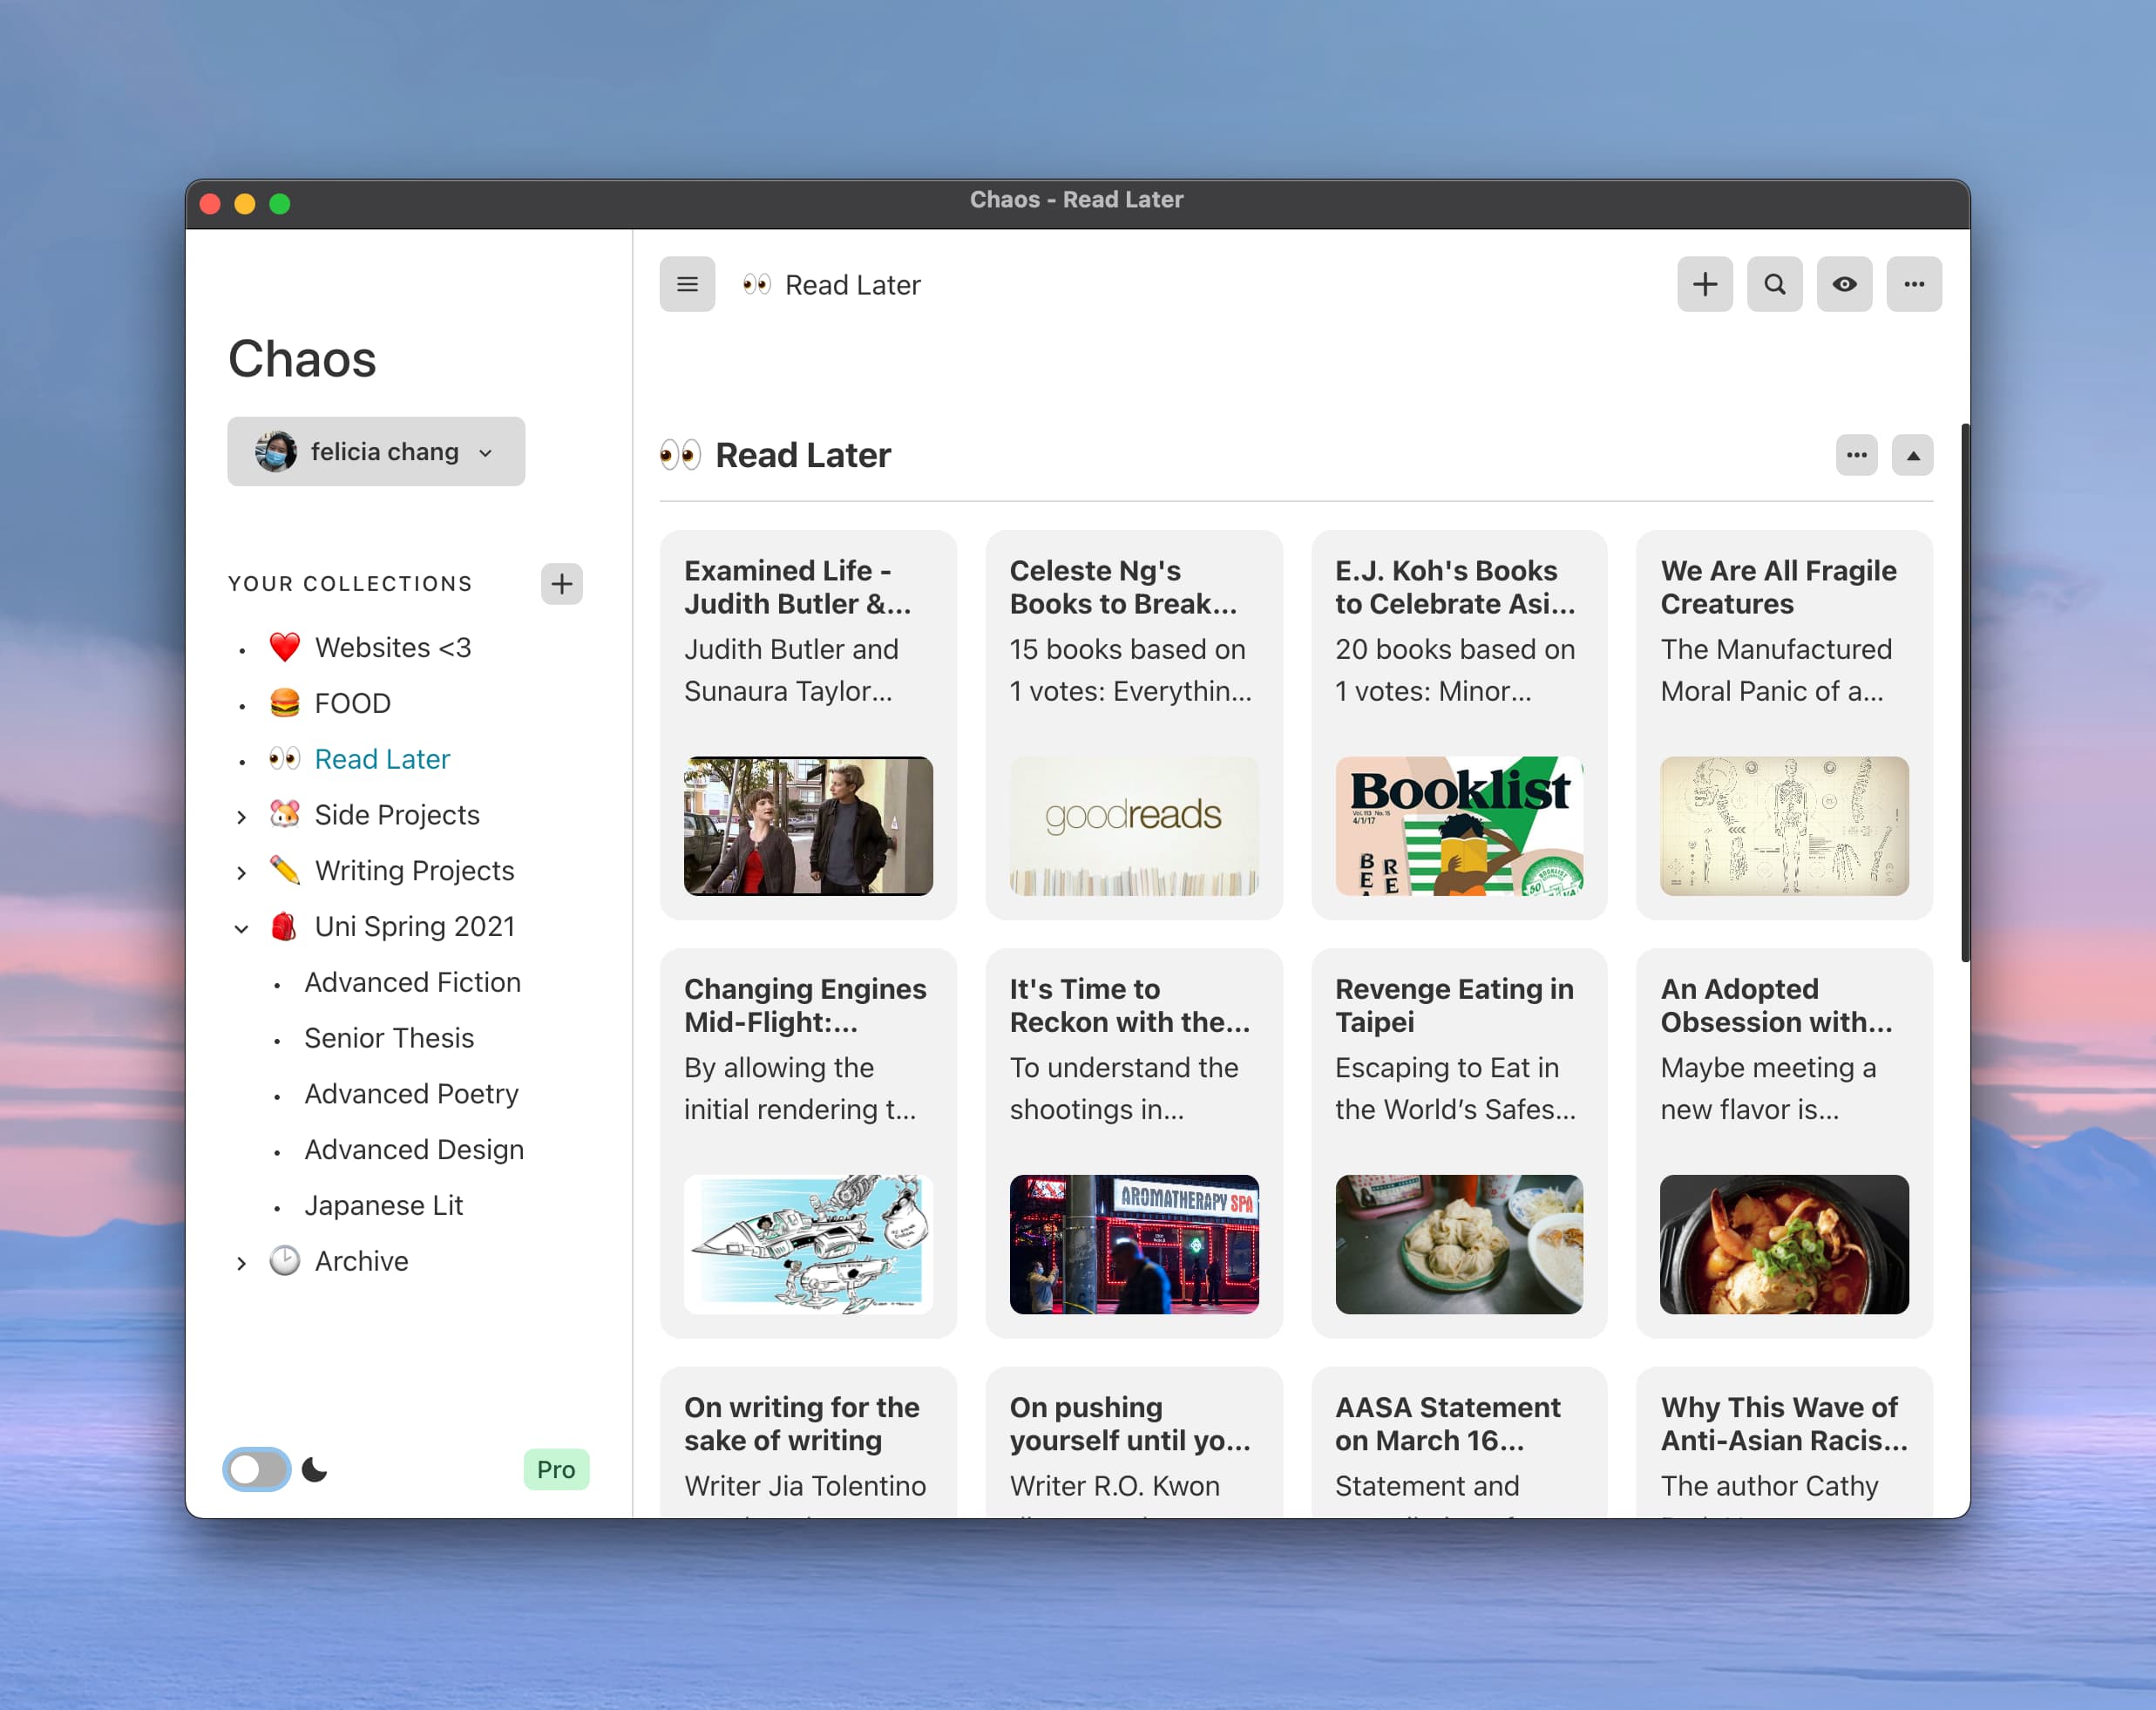 Chaos - Read Later
Chaos
felicia chang
YOUR COLLECTIONS
Websites <3
FOOD
Read Later
Side Projects
Writing Projects
Uni Spring 2021
Advanced Fiction
Senior Thesis
Advanced Poetry
Advanced Design
Japanese Lit
Archive
Pro
Read Later
Read Later
Examined Life -
Judith Butler &...
Judith Butler and
Sunaura Taylor...
Celeste Ng's
Books to Break...
15 books based on
1 votes: Everythin...
goodreads
E.J. Koh's Books
to Celebrate Asi...
20 books based on
1 votes: Minor...
Booklist
4/1/17
We Are All Fragile
Creatures
The Manufactured
Moral Panic of a...
Changing Engines
Mid-Flight:...
By allowing the
initial rendering t...
It's Time to
Reckon with the...
To understand the
shootings in...
AROMATHERAPY SPA
Revenge Eating in
Taipei
Escaping to Eat in
the World’s Safes...
An Adopted
Obsession with...
Maybe meeting a
new flavor is...
On writing for the
sake of writing
Writer Jia Tolentino
On pushing
yourself until yo...
Writer R.O. Kwon
AASA Statement
on March 16...
Statement and
Why This Wave of
Anti-Asian Racis...
The author Cathy